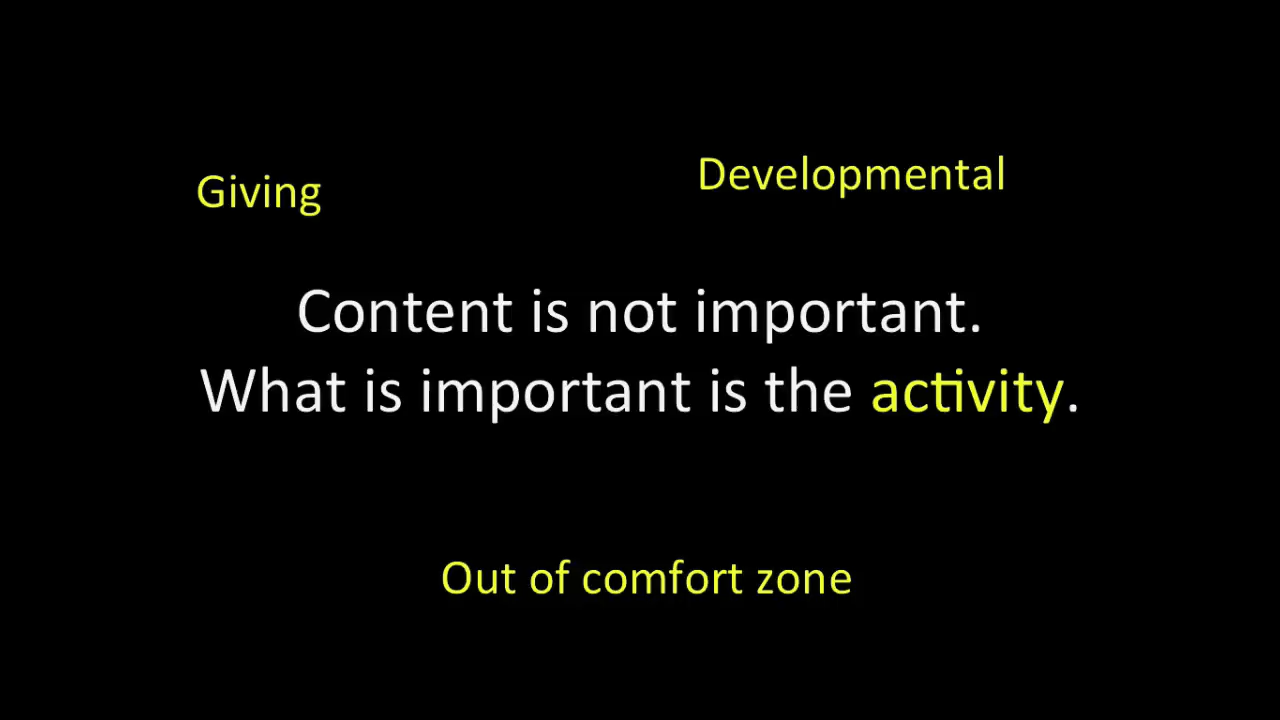 Giving
Developmental
Content is not important.
What is important is the activity.
Out of comfort zone